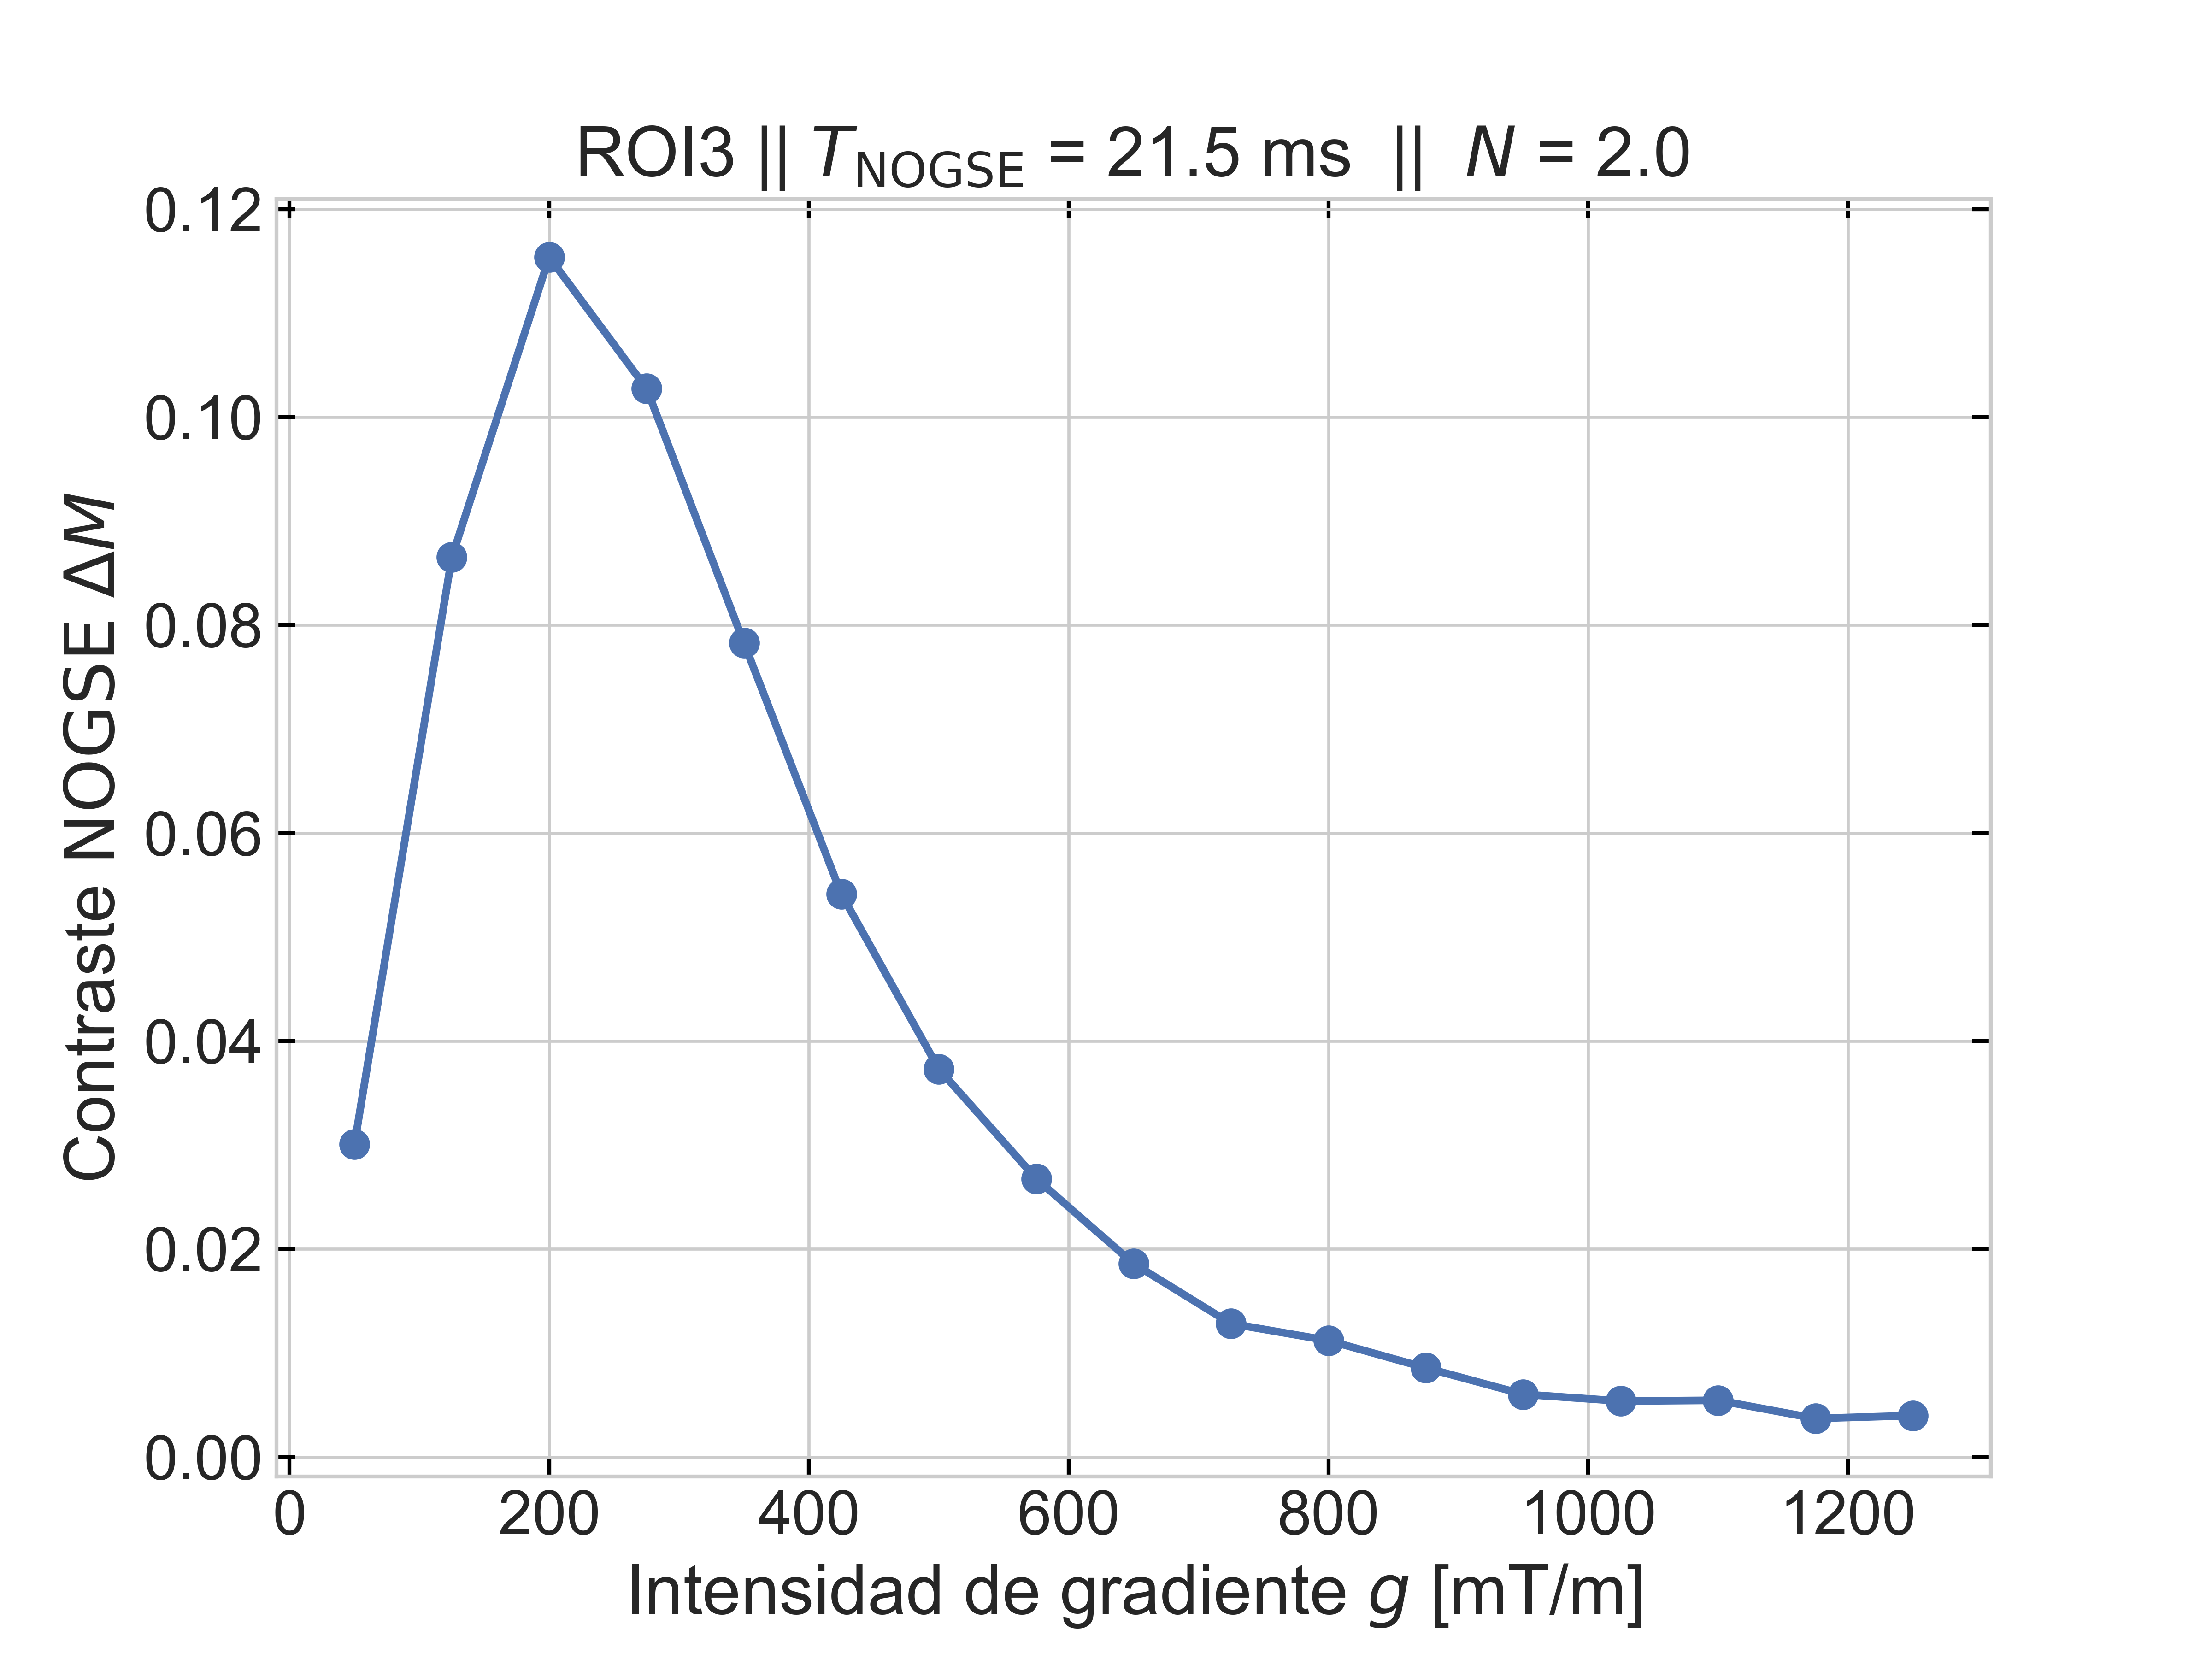 ROI3 || T_NOGSE = 21.5 ms || N = 2.0
0.12
0.10
0.08
0.06
0.04
0.02
0.00
Contraste NOGSE ΔM
0 200 400 600 800 1000 1200
Intensidad de gradiente g [mT/m]